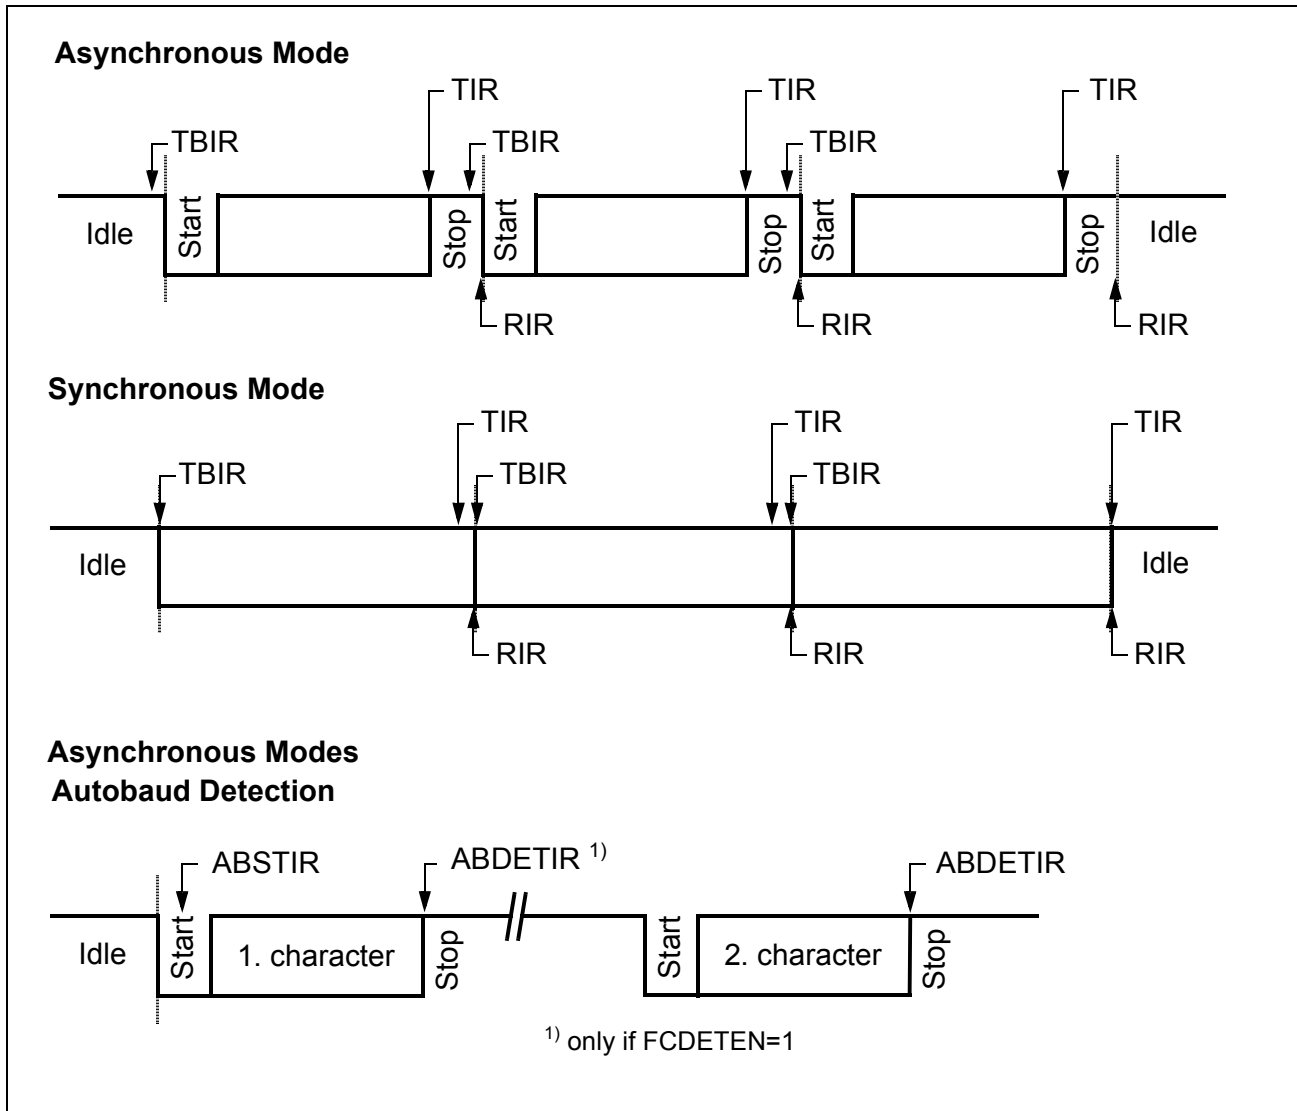 Asynchronous Mode
TIR TIR TIR
TBIR TBIR TBIR
Idle Start Stop Start Stop Start Stop Idle
RIR RIR RIR
Synchronous Mode
TIR TIR TIR
TBIR TBIR TBIR
Idle Idle
RIR RIR RIR
Asynchronous Modes
Autobaud Detection
ABSTIR ABDETIR 1) ABDETIR
Idle Start 1. character Stop Start 2. character Stop
1) only if FCDETEN=1